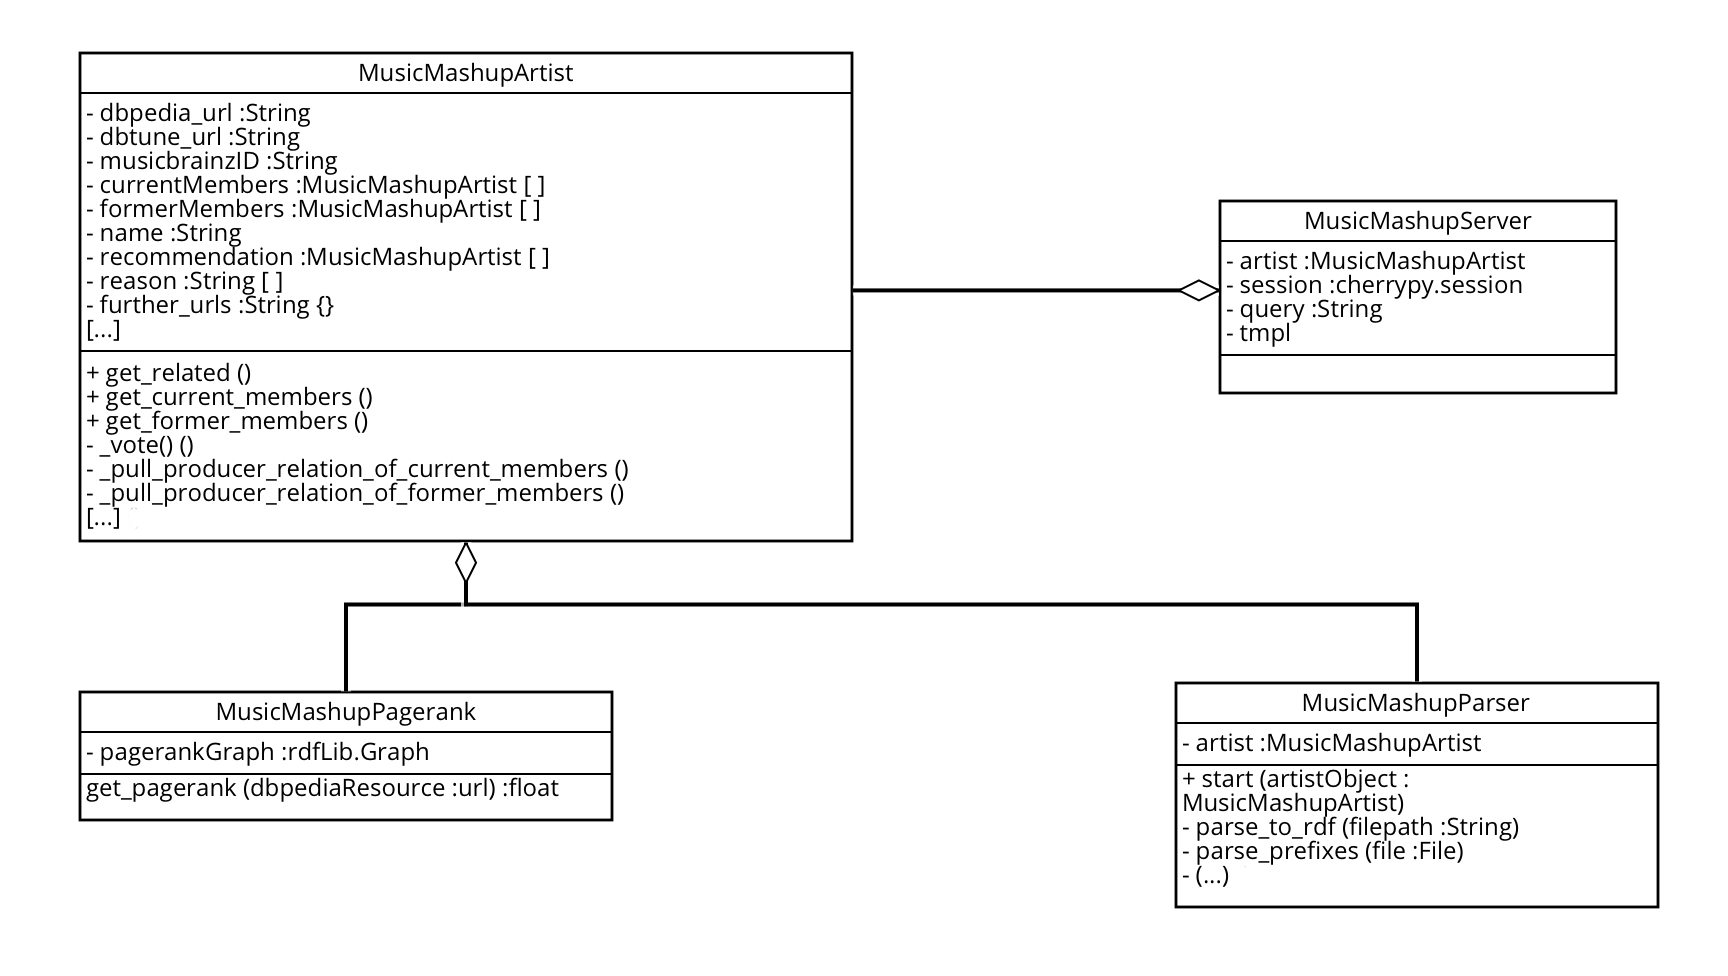 MusicMashupArtist
- dbpedia_url :String
- dbtune_url :String
- musicbrainzID :String
- currentMembers :MusicMashupArtist [ ]
- formerMembers :MusicMashupArtist [ ]
- name :String
- recommendation :MusicMashupArtist [ ]
- reason :String [ ]
- further_urls :String {}
[...]
+ get_related ()
+ get_current_members ()
+ get_former_members ()
- _vote() ()
- _pull_producer_relation_of_current_members ()
- _pull_producer_relation_of_former_members ()
[...]
MusicMashupServer
- artist :MusicMashupArtist
- session :cherrypy.session
- query :String
- tmpl
MusicMashupPagerank
- pagerankGraph :rdfLib.Graph
get_pagerank (dbpediaResource :url) :float
MusicMashupParser
- artist :MusicMashupArtist
+ start (artistObject :
MusicMashupArtist)
- parse_to_rdf (filepath :String)
- parse_prefixes (file :File)
- (...)